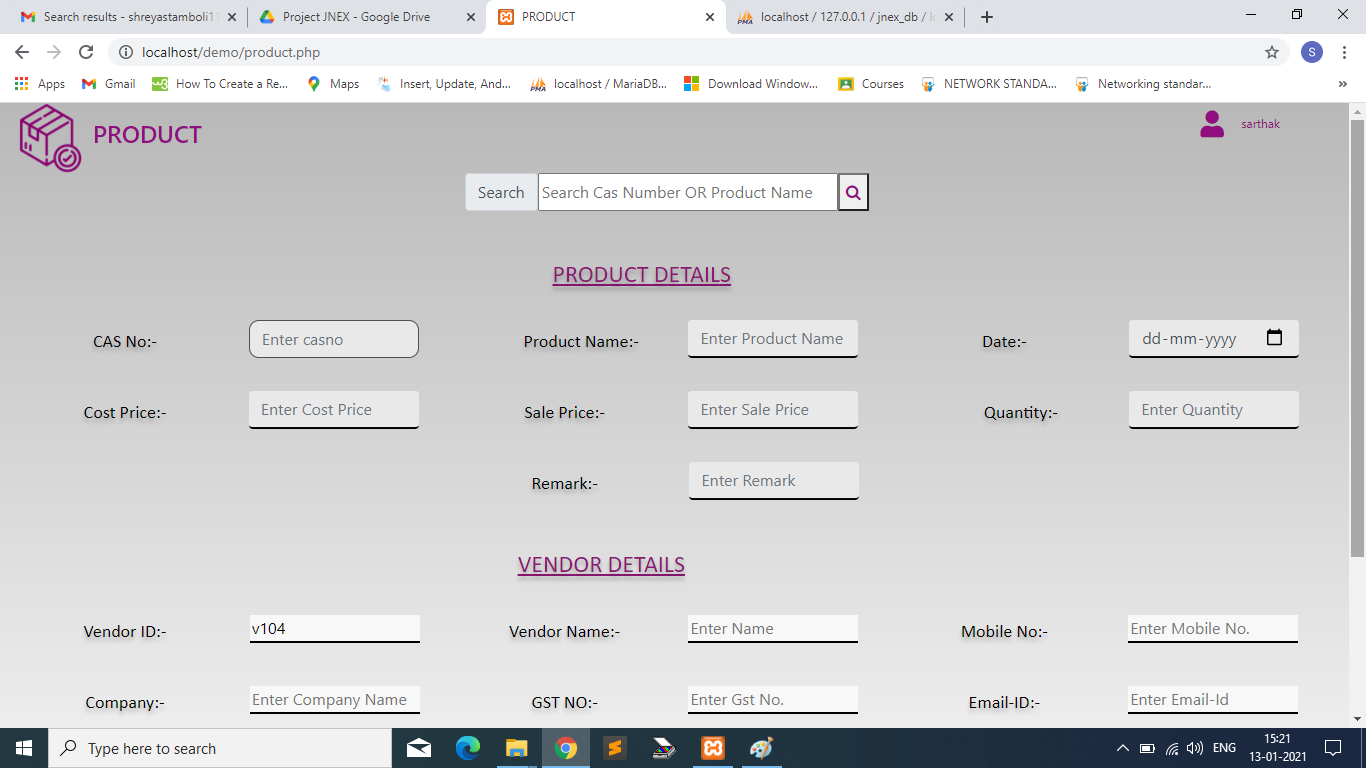 Search results - shreyastamboli11
Project JNEX - Google Drive
PRODUCT
localhost / 127.0.0.1 / jnex_db /
localhost/demo/product.php
S
Apps
Gmail
How To Create a Re...
Maps
Insert, Update, And...
localhost / MariaDB...
Download Window...
Courses
NETWORK STANDA...
Networking standar...
»
PRODUCT
sarthak
Search
Search Cas Number OR Product Name
PRODUCT DETAILS
CAS No:-
Enter casno
Product Name:-
Enter Product Name
Date:-
dd-mm-yyyy
Cost Price:-
Enter Cost Price
Sale Price:-
Enter Sale Price
Quantity:-
Enter Quantity
Remark:-
Enter Remark
VENDOR DETAILS
Vendor ID:-
v104
Vendor Name:-
Enter Name
Mobile No:-
Enter Mobile No.
Company:-
Enter Company Name
GST NO:-
Enter Gst No.
Email-ID:-
Enter Email-Id
Type here to search
ENG
15:21
13-01-2021